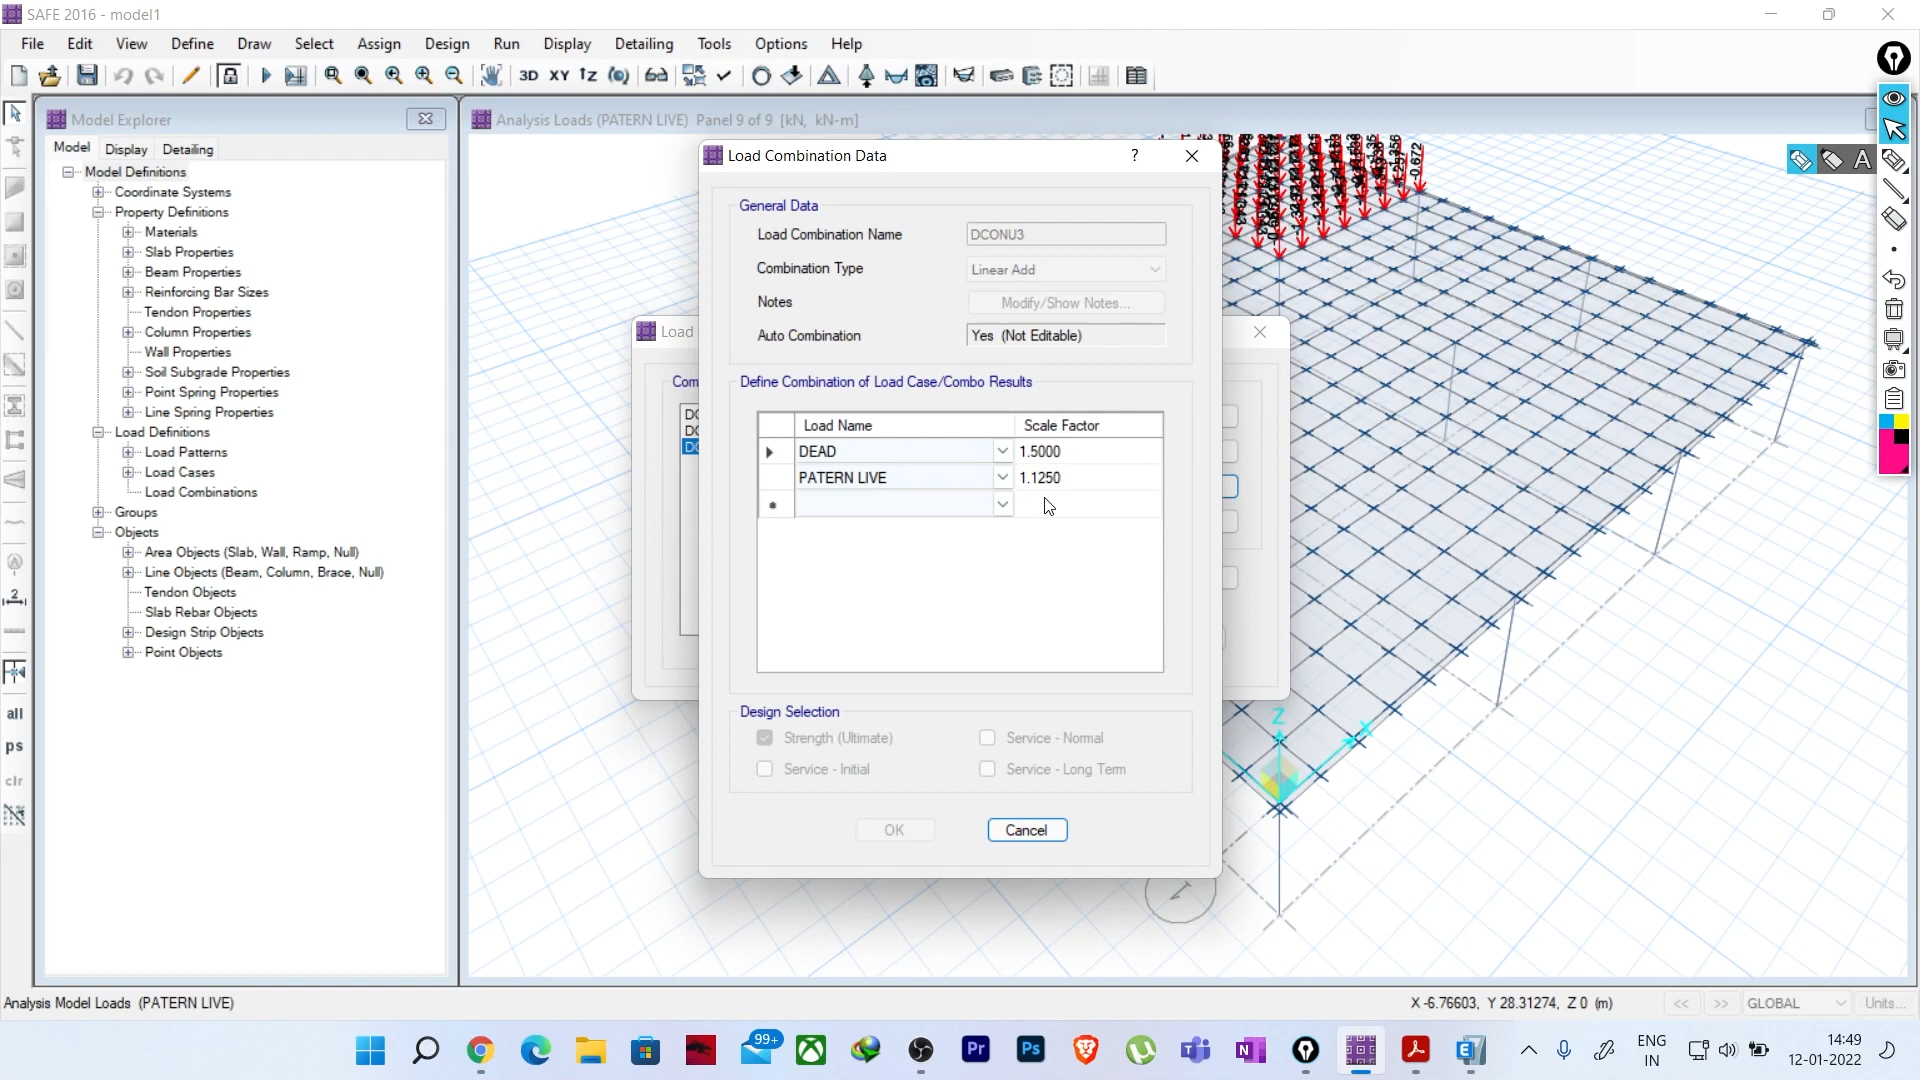 SAFE 2016 - model1
File Edit View Define Draw Select Assign Design Run Display Detailing Tools Options Help
3D XY
Model Explorer
Model Display Detailing
Model Definitions
Coordinate Systems
Property Definitions
Materials
Slab Properties
Beam Properties
Reinforcing Bar Sizes
Tendon Properties
Column Properties
Wall Properties
Soil Subgrade Properties
Point Spring Properties
Line Spring Properties
Load Definitions
Load Patterns
Load Cases
Load Combinations
Groups
Objects
Area Objects (Slab, Wall, Ramp, Null)
Line Objects (Beam, Column, Brace, Null)
Tendon Objects
Slab Rebar Objects
Design Strip Objects
Point Objects
all
ps
clr
Analysis Loads (PATERN LIVE) Panel 9 of 9 [kN, kN-m]
-0.672
Load
Com
Load Combination Data
?
General Data
Load Combination Name DCONU3
Combination Type Linear Add
Notes Modify/Show Notes...
Auto Combination Yes (Not Editable)
Define Combination of Load Case/Combo Results
Load Name Scale Factor
DEAD 1.5000
PATERN LIVE 1.1250
Design Selection
Strength (Ultimate) Service - Normal
Service - Initial Service - Long Term
OK Cancel
Z
X
A
Analysis Model Loads (PATERN LIVE)
X -6.76603, Y 28.31274, Z 0 (m)
<< >> GLOBAL Units...
99+
Pr
Ps
N
E
ENG
IN
14:49
12-01-2022